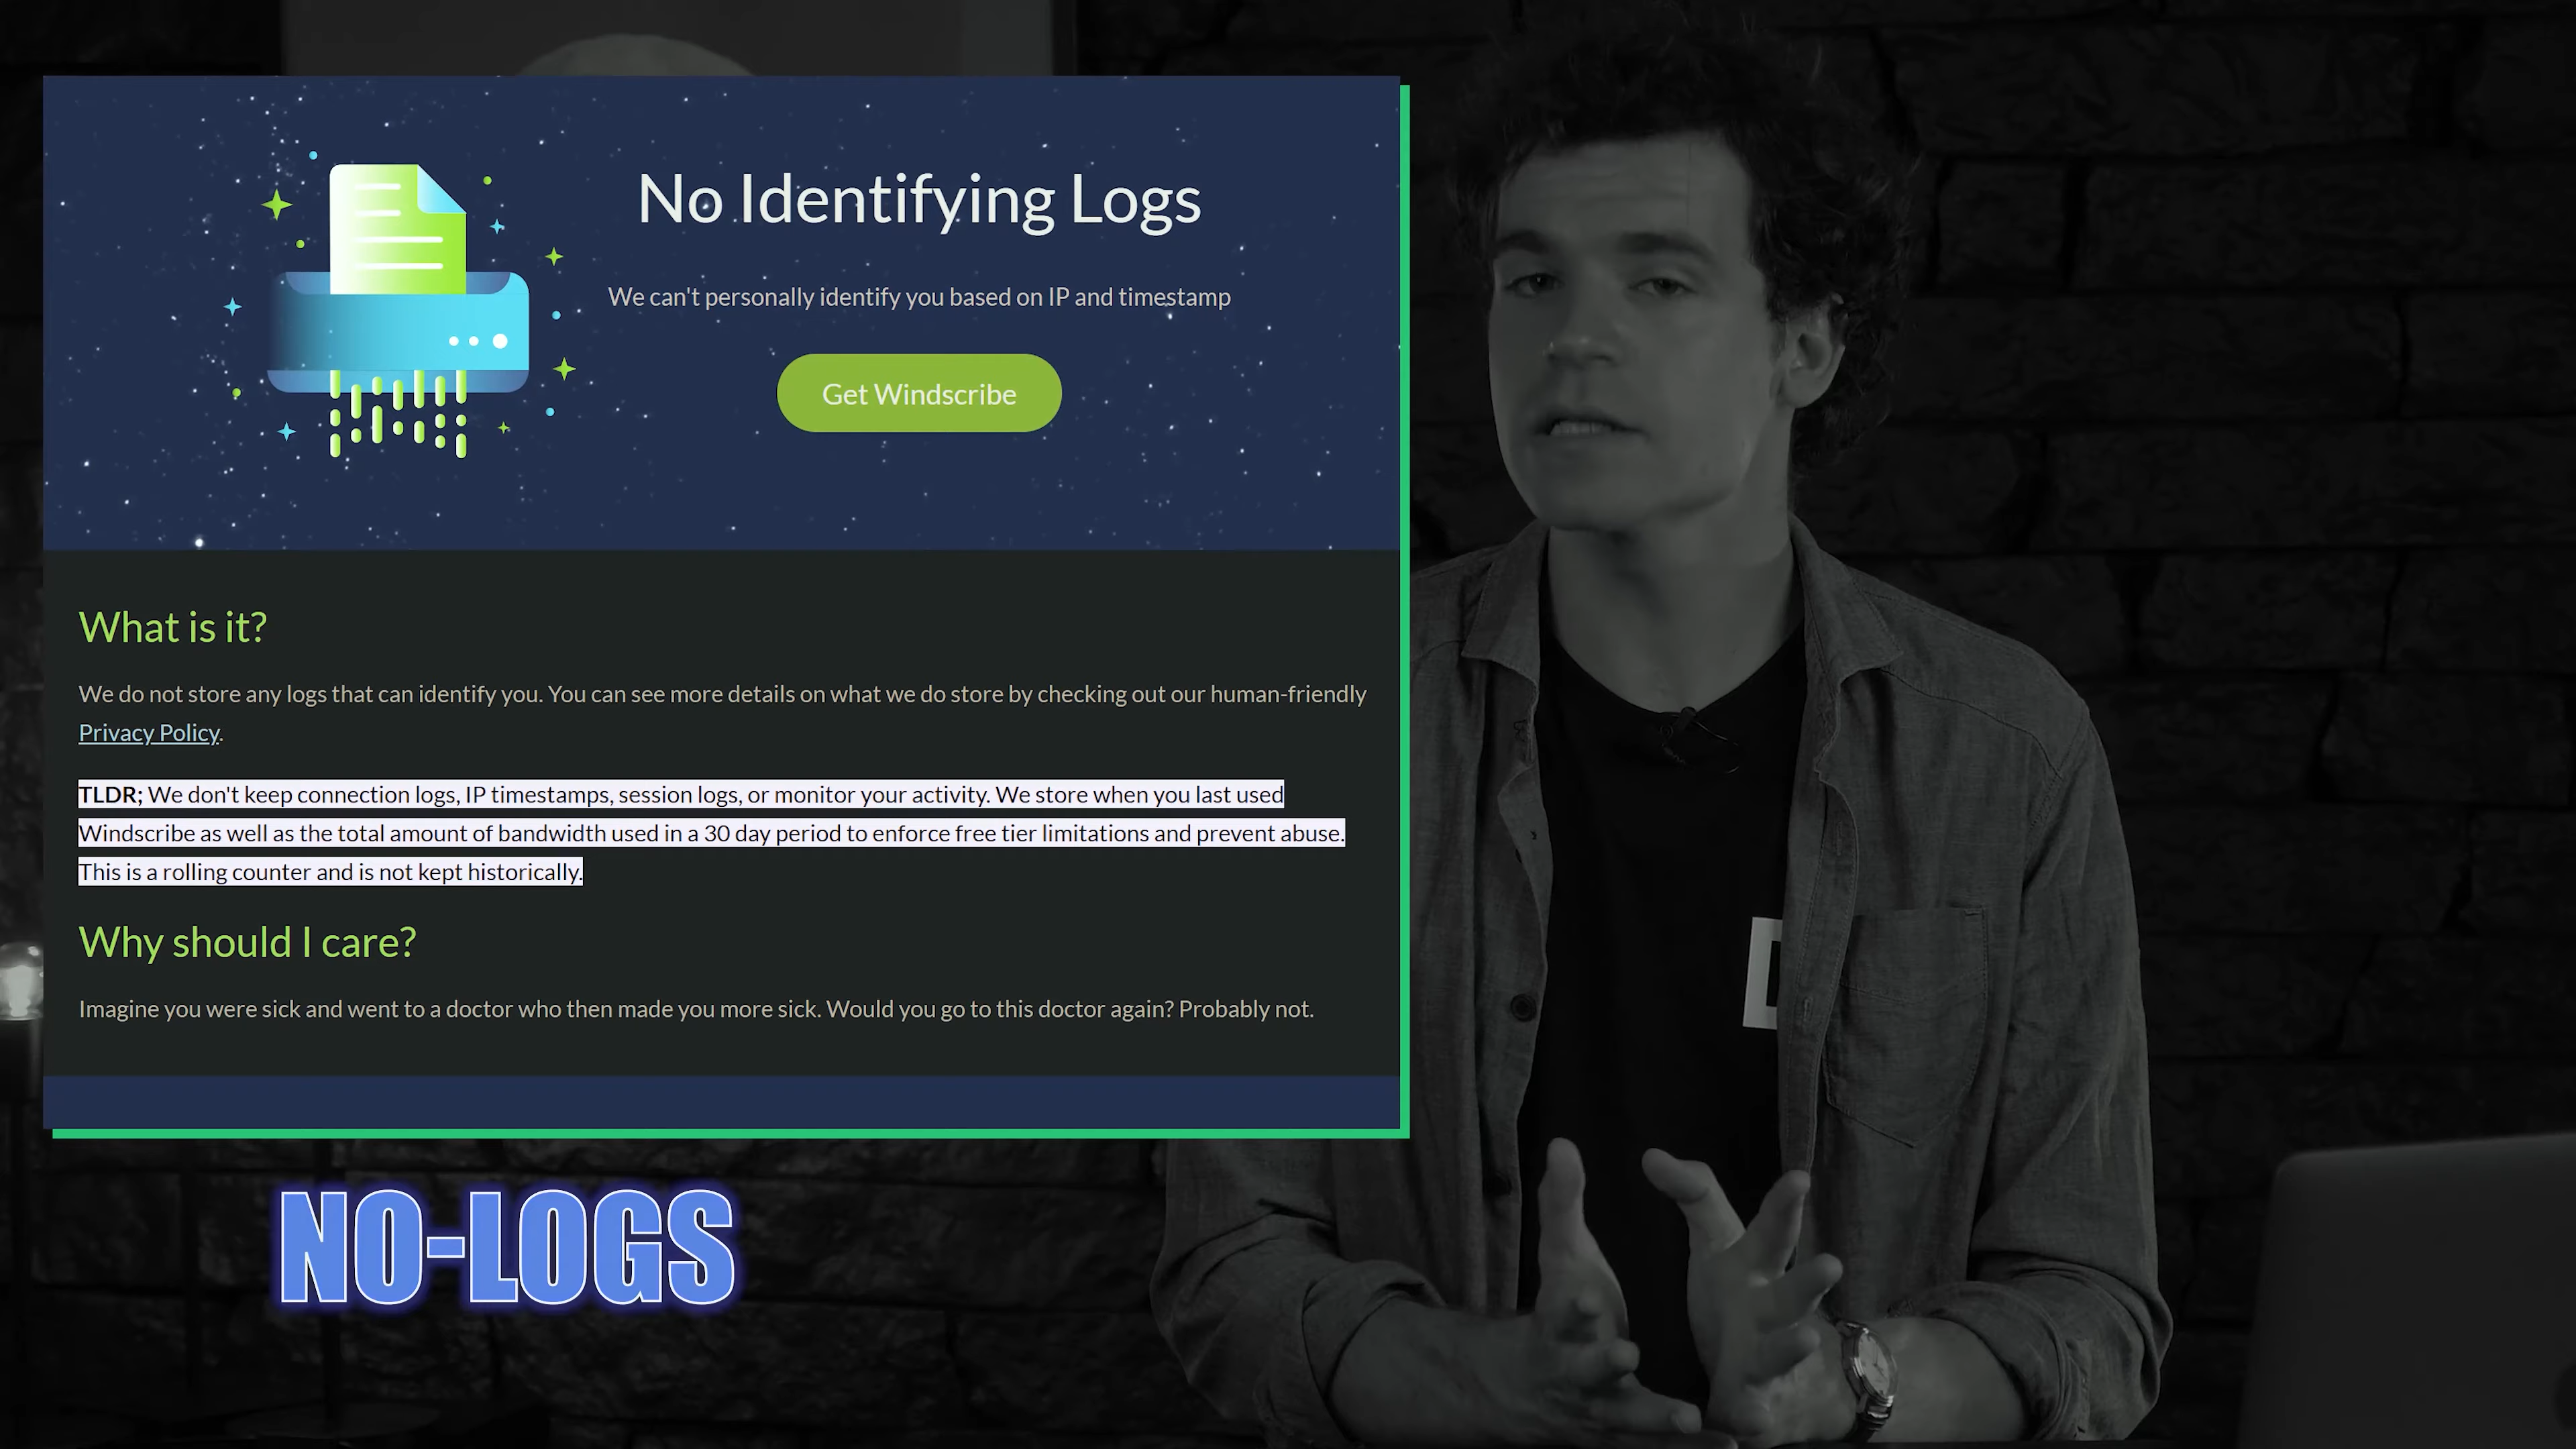 No Identifying Logs
We can't personally identify you based on IP and timestamp
Get Windscribe
What is it?
We do not store any logs that can identify you. You can see more details on what we do store by checking out our human-friendly
Privacy Policy.
TLDR; We don't keep connection logs, IP timestamps, session logs, or monitor your activity. We store when you last used
Windscribe as well as the total amount of bandwidth used in a 30 day period to enforce free tier limitations and prevent abuse.
This is a rolling counter and is not kept historically.
Why should I care?
Imagine you were sick and went to a doctor who then made you more sick. Would you go to this doctor again? Probably not.
NO-LOGS